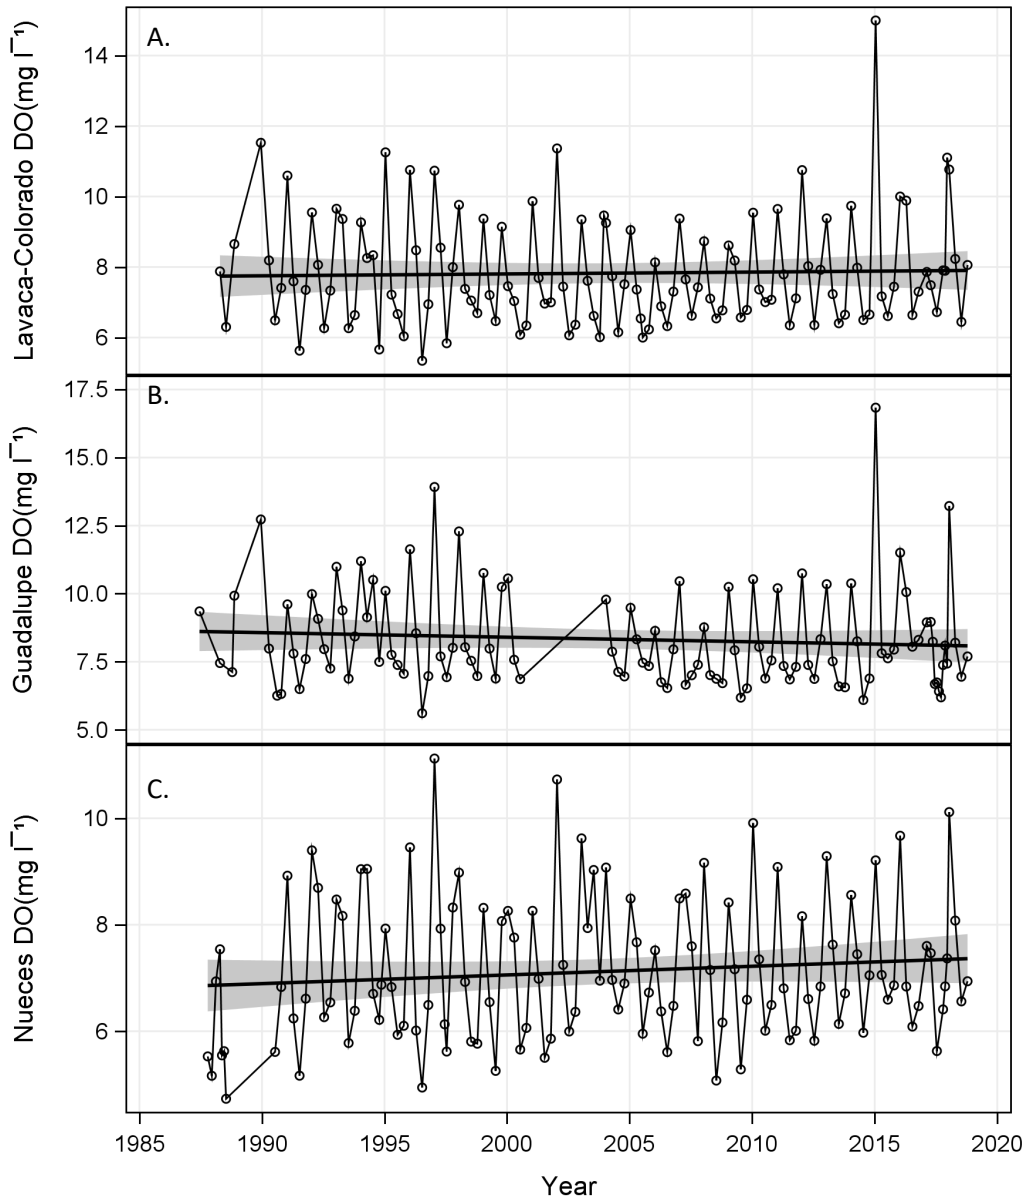 A.
Lavaca-Colorado DO(mg l¯¹)
14
12
10
8
6
B.
Guadalupe DO(mg l¯¹)
17.5
15.0
12.5
10.0
7.5
5.0
C.
Nueces DO(mg l¯¹)
10
8
6
1985 1990 1995 2000 2005 2010 2015 2020
Year